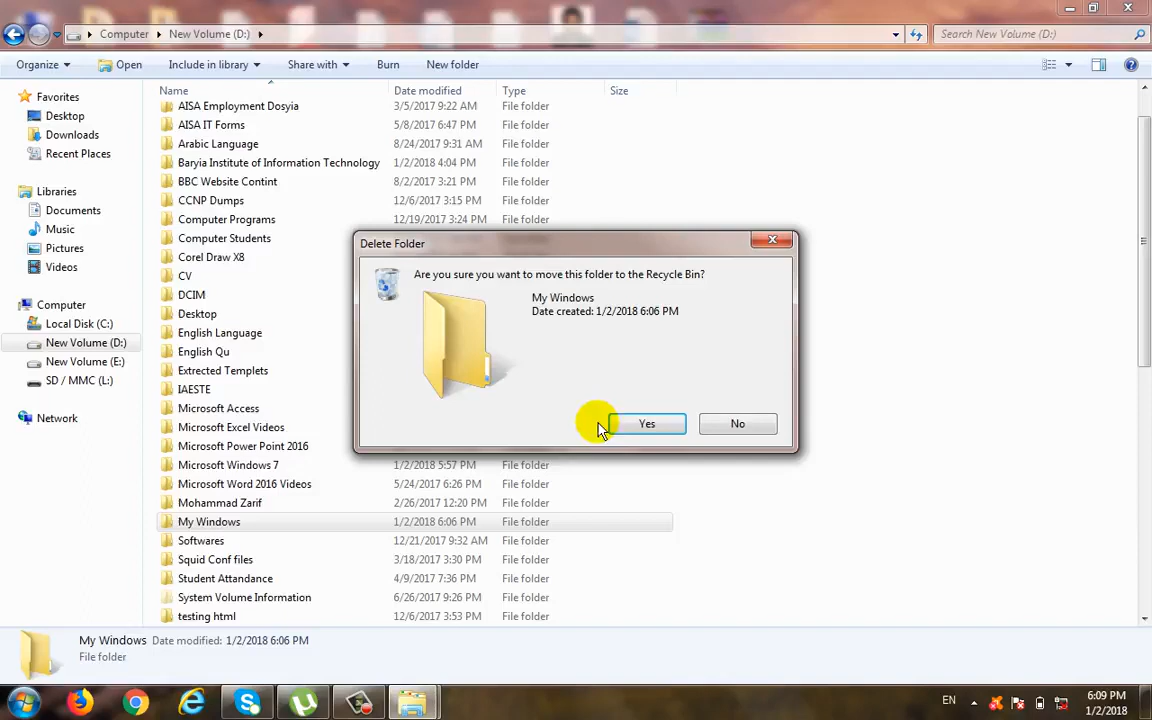 Computer New Volume (D:) Search New Volume (D:)
Organize Open Include in library Share with Burn New folder
Favorites
Desktop
Downloads
Recent Places
Libraries
Documents
Music
Pictures
Videos
Computer
Local Disk (C:)
New Volume (D:)
New Volume (E:)
SD / MMC (L:)
Network
Name Date modified Type Size
AISA Employment Dosyia 3/5/2017 9:22 AM File folder
AISA IT Forms 5/8/2017 6:47 PM File folder
Arabic Language 8/24/2017 9:31 AM File folder
Baryia Institute of Information Technology 1/2/2018 4:04 PM File folder
BBC Website Contint 8/2/2017 3:21 PM File folder
CCNP Dumps 12/6/2017 3:15 PM File folder
Computer Programs 12/19/2017 3:24 PM File folder
Computer Students
Corel Draw X8
CV
DCIM
Desktop
English Language
English Qu
Extrected Templets
IAESTE
Microsoft Access
Microsoft Excel Videos
Microsoft Power Point 2016
Microsoft Windows 7 1/2/2018 5:57 PM File folder
Microsoft Word 2016 Videos 5/24/2017 6:26 PM File folder
Mohammad Zarif 2/26/2017 12:20 PM File folder
My Windows 1/2/2018 6:06 PM File folder
Softwares 12/21/2017 9:32 AM File folder
Squid Conf files 3/18/2017 3:30 PM File folder
Student Attandance 4/9/2017 7:36 PM File folder
System Volume Information 6/26/2017 9:26 PM File folder
testing html 12/6/2017 3:53 PM File folder
Delete Folder
Are you sure you want to move this folder to the Recycle Bin?
My Windows
Date created: 1/2/2018 6:06 PM
Yes No
My Windows Date modified: 1/2/2018 6:06 PM
File folder
EN 6:09 PM
1/2/2018